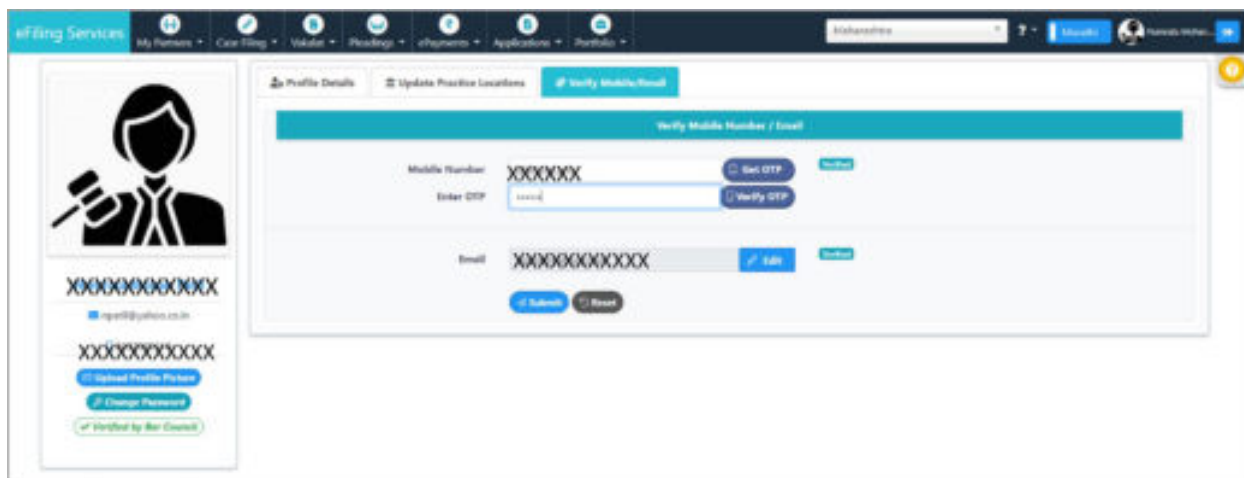 eFiling Services
My Partners
Case Filing
Vakalat
Pleadings
ePayments
Applications
Portfolio
Maharashtra
?
Profile Details
Update Practice Locations
Verify Mobile/Email
Verify Mobile Number / Email
Mobile Number
XXXXXX
Get OTP
Verified
Enter OTP
Verify OTP
Email
XXXXXXXXXXX
Edit
Verified
Submit
Reset
XXXXXXXXXXXX
XXXXXXXXXXX
Upload Profile Picture
Change Password
Verified by Bar Council